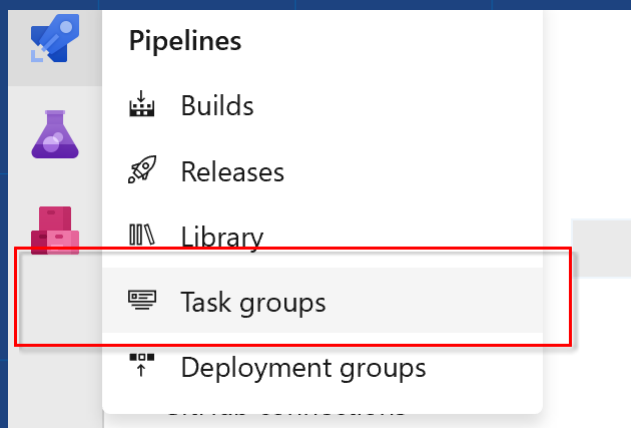 Pipelines
Builds
Releases
Library
Task groups
Deployment groups